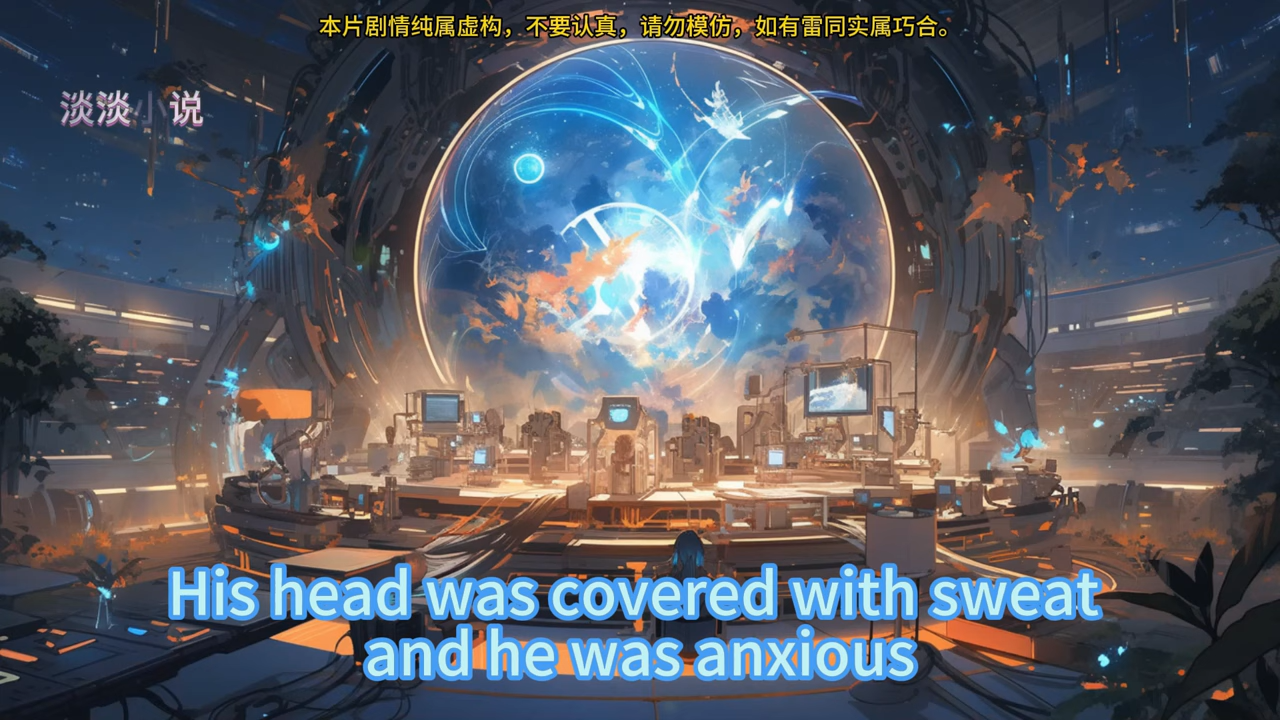 本片剧情纯属虚构，不要认真，请勿模仿，如有雷同实属巧合。
淡淡小说
His head was covered with sweat
and he was anxious